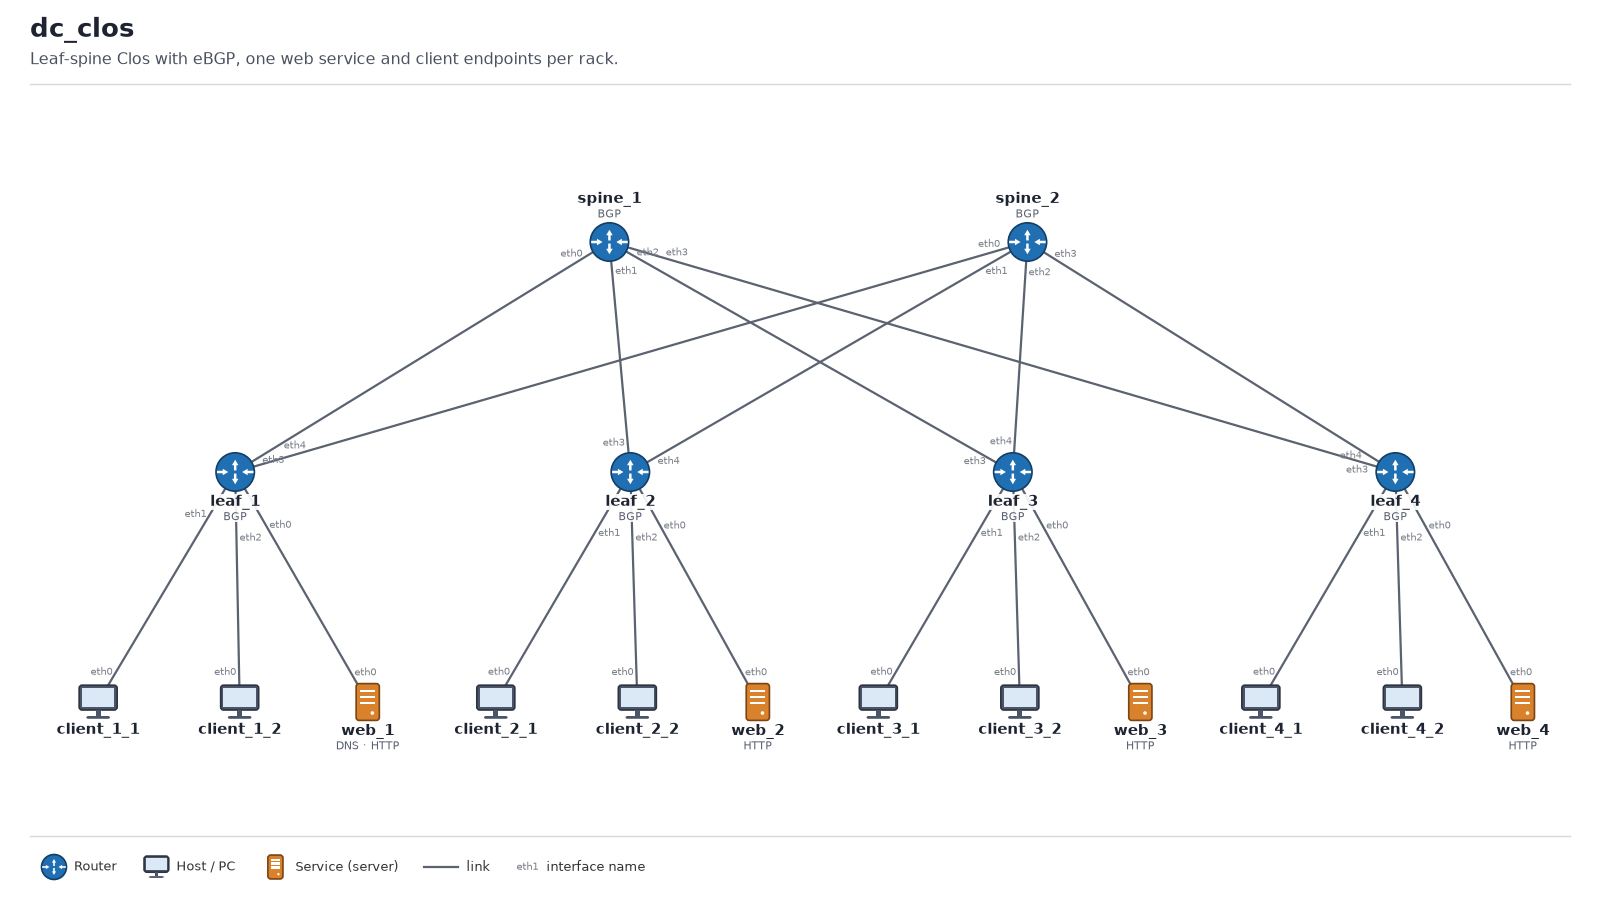 dc_clos
Leaf-spine Clos with eBGP, one web service and client endpoints per rack.
spine_1
BGP
spine_2
BGP
eth0
eth2
eth3
eth1
eth0
eth3
eth1
eth2
eth4
eth3
eth3
eth4
eth4
eth3
eth4
eth3
leaf_1
BGP
leaf_2
BGP
leaf_3
BGP
leaf_4
BGP
eth1
eth0
eth2
eth1
eth0
eth2
eth1
eth0
eth2
eth1
eth0
eth2
eth0
eth0
eth0
eth0
eth0
eth0
eth0
eth0
eth0
eth0
eth0
eth0
client_1_1
client_1_2
web_1
DNS · HTTP
client_2_1
client_2_2
web_2
HTTP
client_3_1
client_3_2
web_3
HTTP
client_4_1
client_4_2
web_4
HTTP
Router
Host / PC
Service (server)
link
eth1
interface name